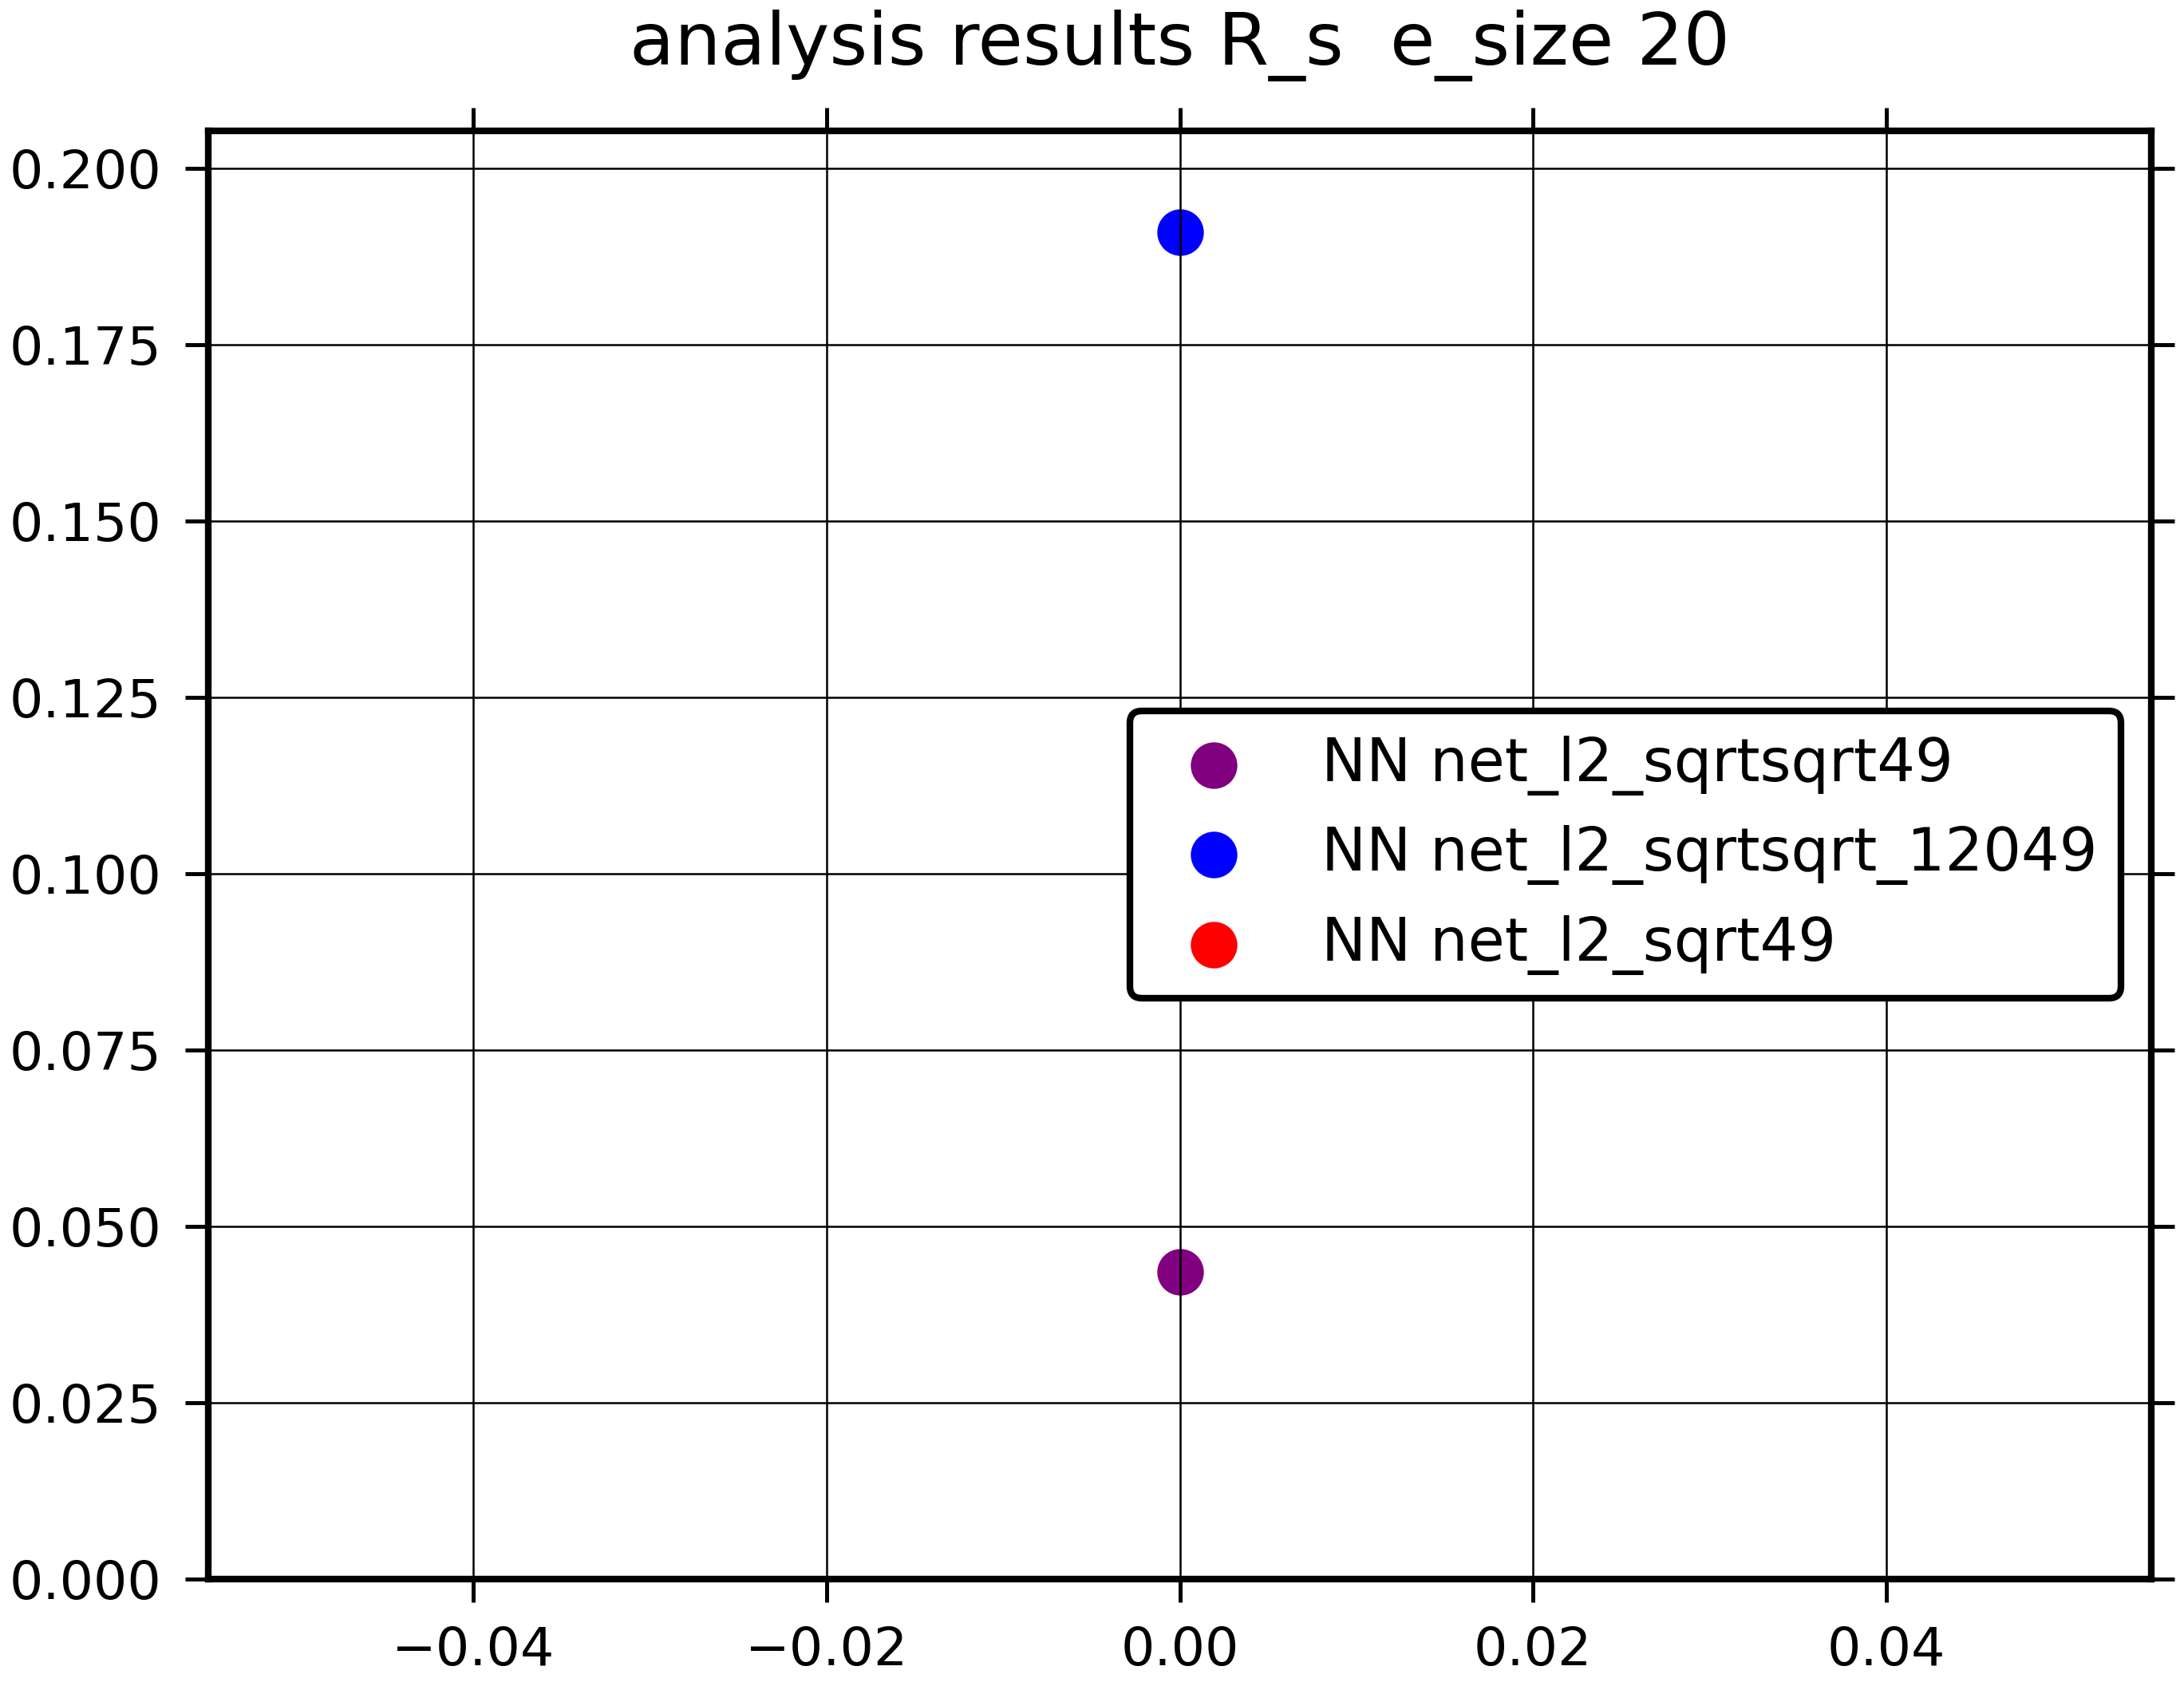 analysis results R_s  e_size 20
0.200
0.175
0.150
0.125
NN net_l2_sqrtsqrt49
NN net_l2_sqrtsqrt_12049
0.100
NN net_l2_sqrt49
0.075
0.050
0.025
0.000
−0.04 −0.02 0.00 0.02 0.04